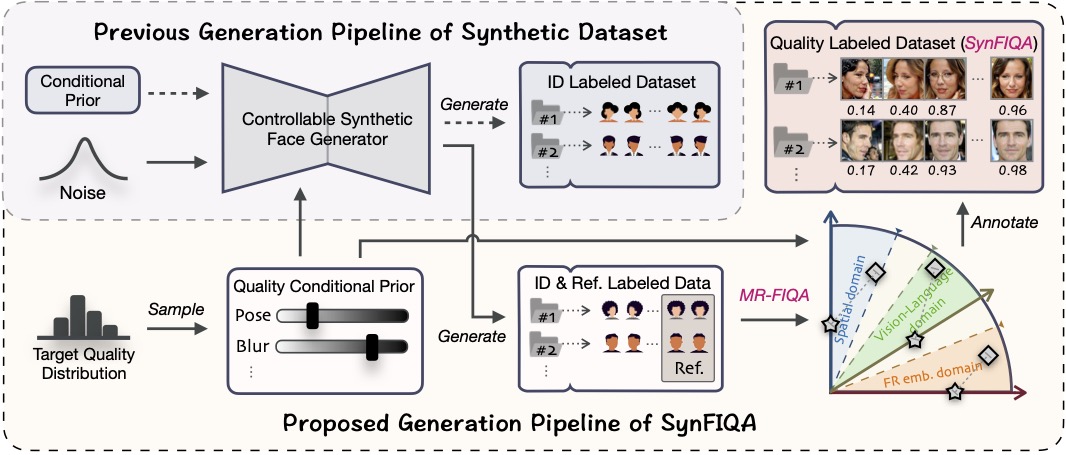 Previous Generation Pipeline of Synthetic Dataset
Conditional
Prior
Noise
Controllable Synthetic
Face Generator
Generate
ID Labeled Dataset
#1
...
#2
...
⋮
Quality Labeled Dataset (SynFIQA)
#1
...
0.14 0.40 0.87 0.96
#2
...
0.17 0.42 0.93 0.98
⋮
Annotate
Target Quality
Distribution
Sample
Quality Conditional Prior
Pose
Blur
⋮
Generate
ID & Ref. Labeled Data
#1
...
#2
...
⋮
Ref.
MR-FIQA
Spatial domain
Vision-Language
domain
FR emb. domain
Proposed Generation Pipeline of SynFIQA